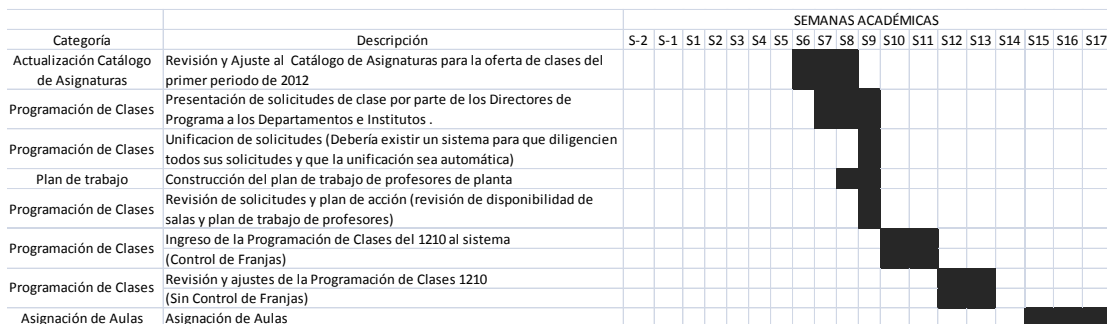 SEMANAS ACADÉMICAS
Categoría Descripción S-2 S-1 S1 S2 S3 S4 S5 S6 S7 S8 S9 S10 S11 S12 S13 S14 S15 S16 S17
Actualización Catálogo
de Asignaturas
Revisión y Ajuste al Catálogo de Asignaturas para la oferta de clases del
primer periodo de 2012
Programación de Clases
Presentación de solicitudes de clase por parte de los Directores de
Programa a los Departamentos e Institutos .
Programación de Clases
Unificacion de solicitudes (Debería existir un sistema para que diligencien
todos sus solicitudes y que la unificación sea automática)
Plan de trabajo Construcción del plan de trabajo de profesores de planta
Programación de Clases
Revisión de solicitudes y plan de acción (revisión de disponibilidad de
salas y plan de trabajo de profesores)
Programación de Clases
Ingreso de la Programación de Clases del 1210 al sistema
(Control de Franjas)
Programación de Clases
Revisión y ajustes de la Programación de Clases 1210
(Sin Control de Franjas)
Asignación de Aulas Asignación de Aulas